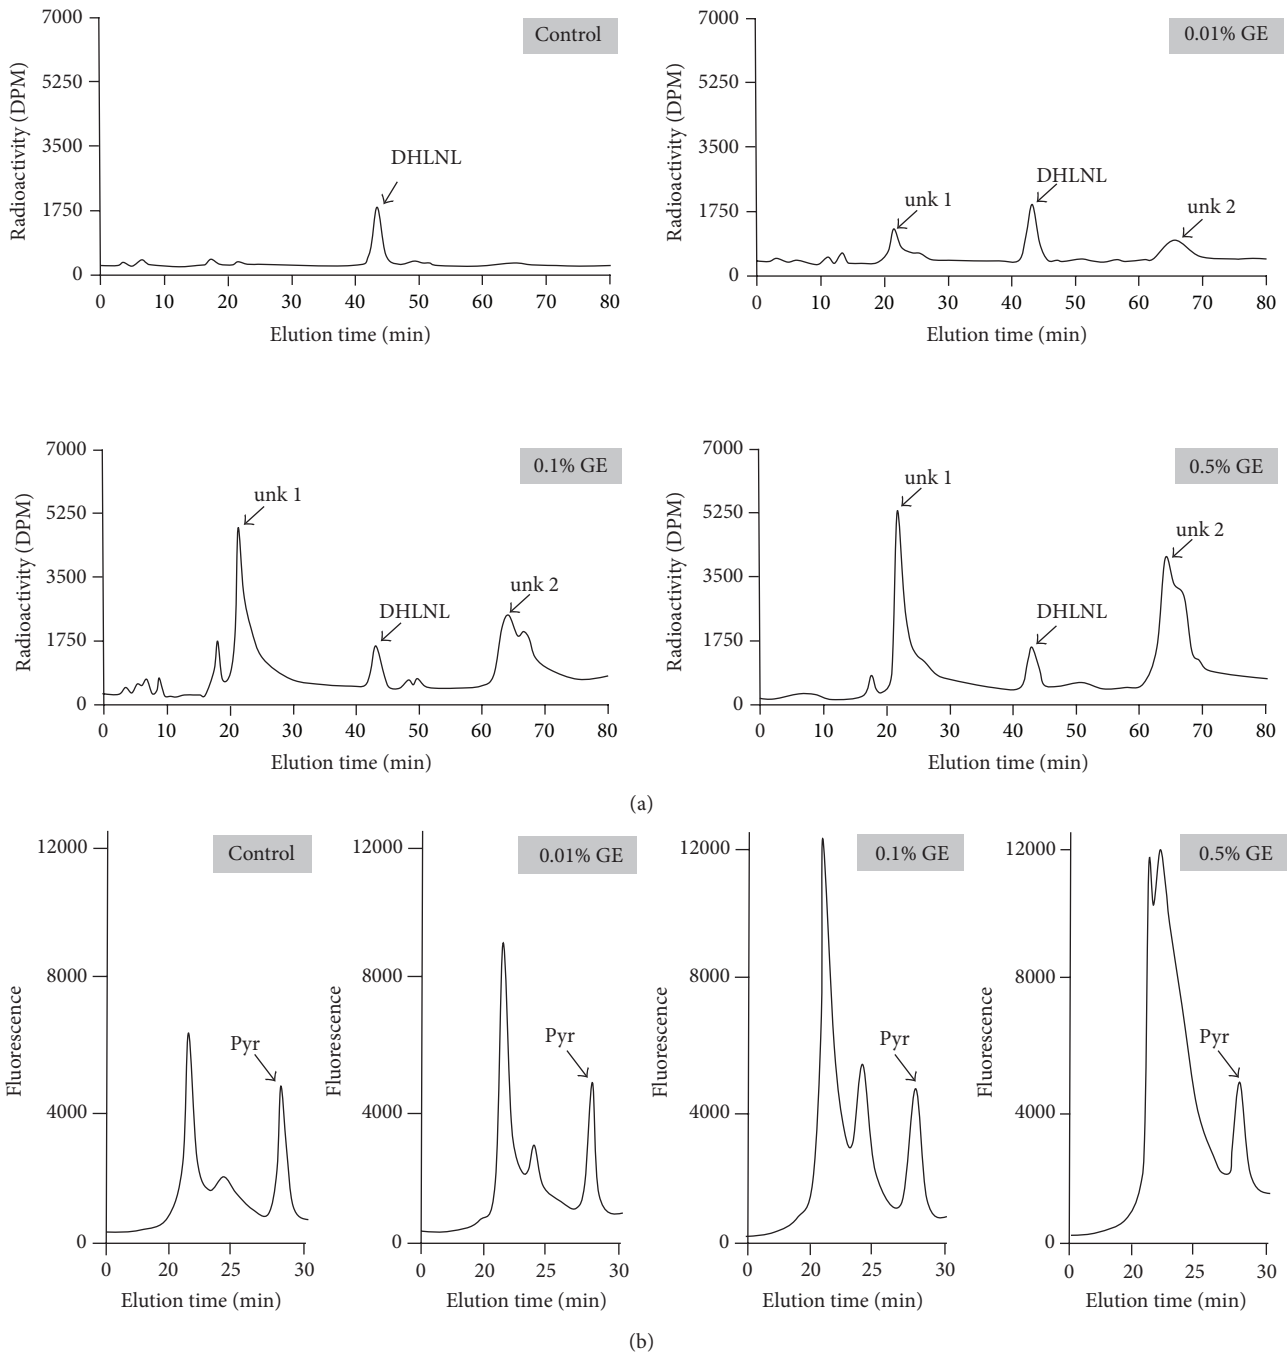 Control
7000
5250
3500
1750
0
Radioactivity (DPM)
DHLNL
0 10 20 30 40 50 60 70 80
Elution time (min)
0.01% GE
7000
5250
3500
1750
0
Radioactivity (DPM)
unk 1
DHLNL
unk 2
0 10 20 30 40 50 60 70 80
Elution time (min)
0.1% GE
7000
5250
3500
1750
0
Radioactivity (DPM)
unk 1
DHLNL
unk 2
0 10 20 30 40 50 60 70 80
Elution time (min)
0.5% GE
7000
5250
3500
1750
0
Radioactivity (DPM)
unk 1
DHLNL
unk 2
0 10 20 30 40 50 60 70 80
Elution time (min)
(a)
Control
12000
8000
4000
0
Fluorescence
Pyr
0 20 25 30
Elution time (min)
0.01% GE
12000
8000
4000
0
Fluorescence
Pyr
0 20 25 30
Elution time (min)
0.1% GE
12000
8000
4000
0
Fluorescence
Pyr
0 20 25 30
Elution time (min)
0.5% GE
12000
8000
4000
0
Fluorescence
Pyr
0 20 25 30
Elution time (min)
(b)